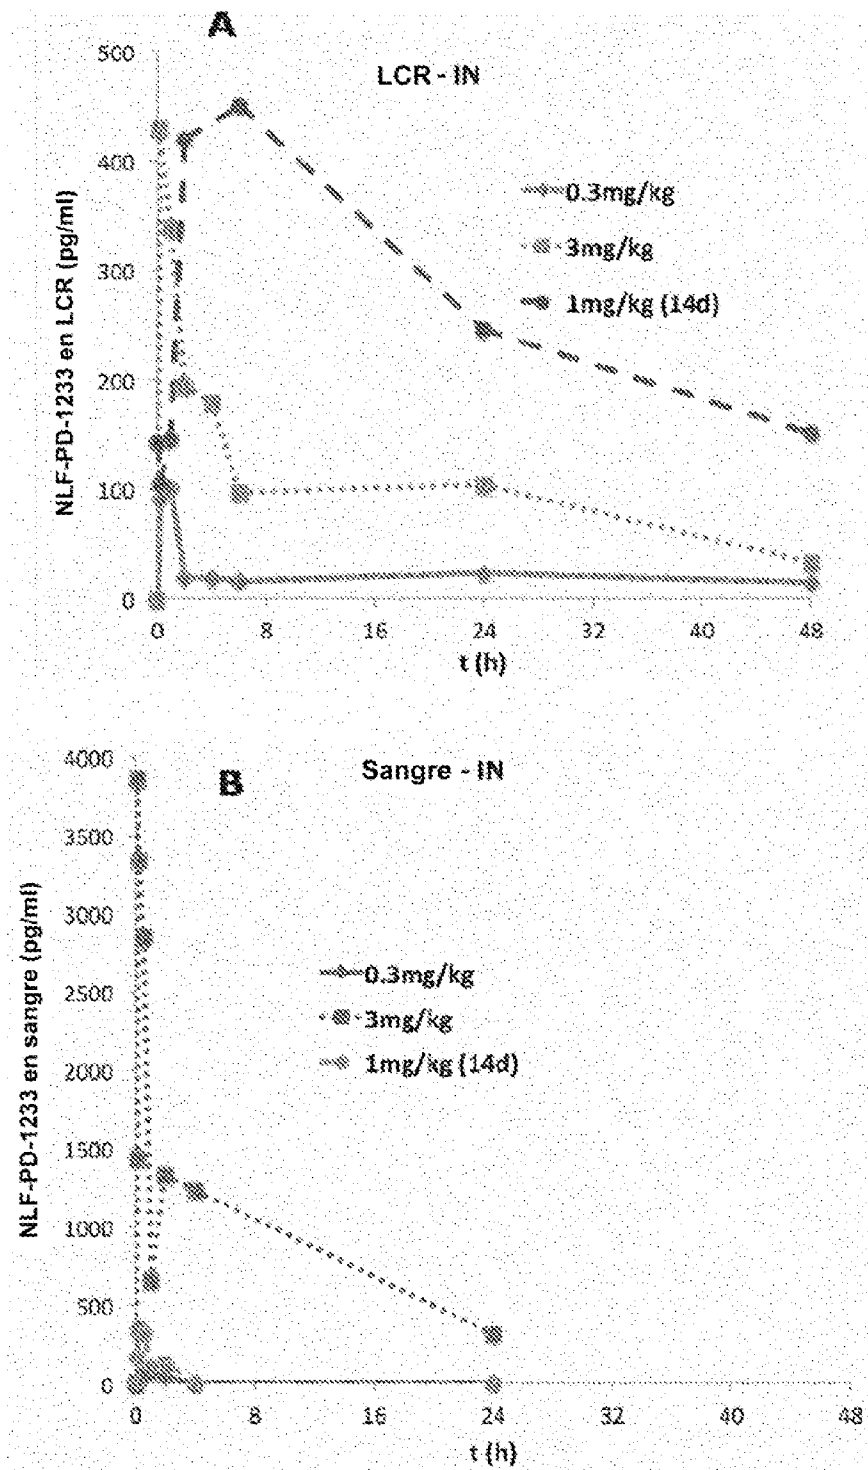 A
LCR - IN
500
400
300
200
100
0
NLF-PD-1233 en LCR (pg/ml)
0.3mg/kg
3mg/kg
1mg/kg (14d)
0 8 16 24 32 40 48
t (h)
B
Sangre - IN
4000
3500
3000
2500
2000
1500
1000
500
0
NLF-PD-1233 en sangre (pg/ml)
0.3mg/kg
3mg/kg
1mg/kg (14d)
0 8 16 24 32 40 48
t (h)